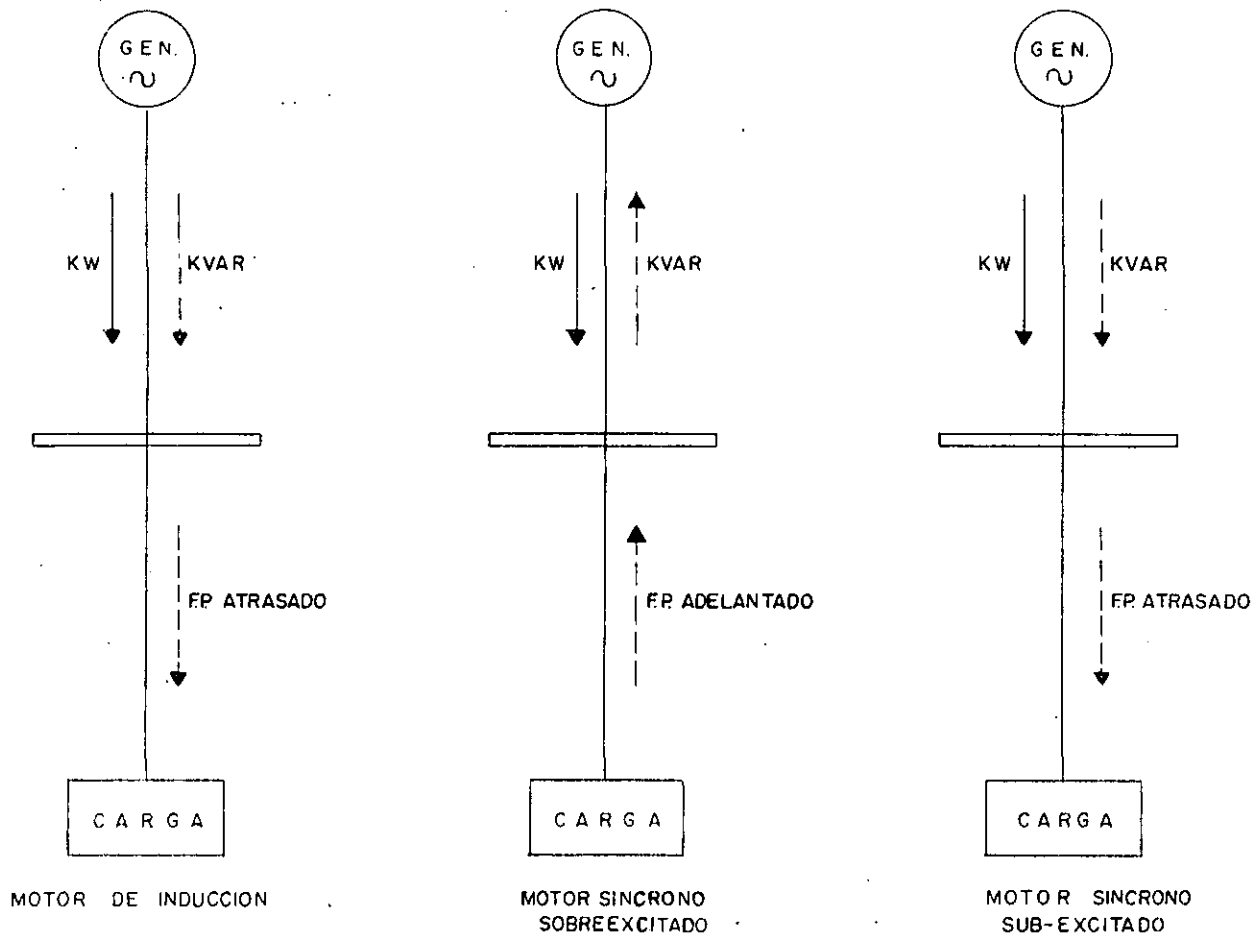 GEN.
GEN.
GEN.
KW
KVAR
KW
KVAR
KW
KVAR
F.P. ATRASADO
F.P. ADELANTADO
F.P. ATRASADO
CARGA
CARGA
CARGA
MOTOR DE INDUCCION
MOTOR SINCRONO
SOBREEXCITADO
MOTOR SINCRONO
SUB-EXCITADO